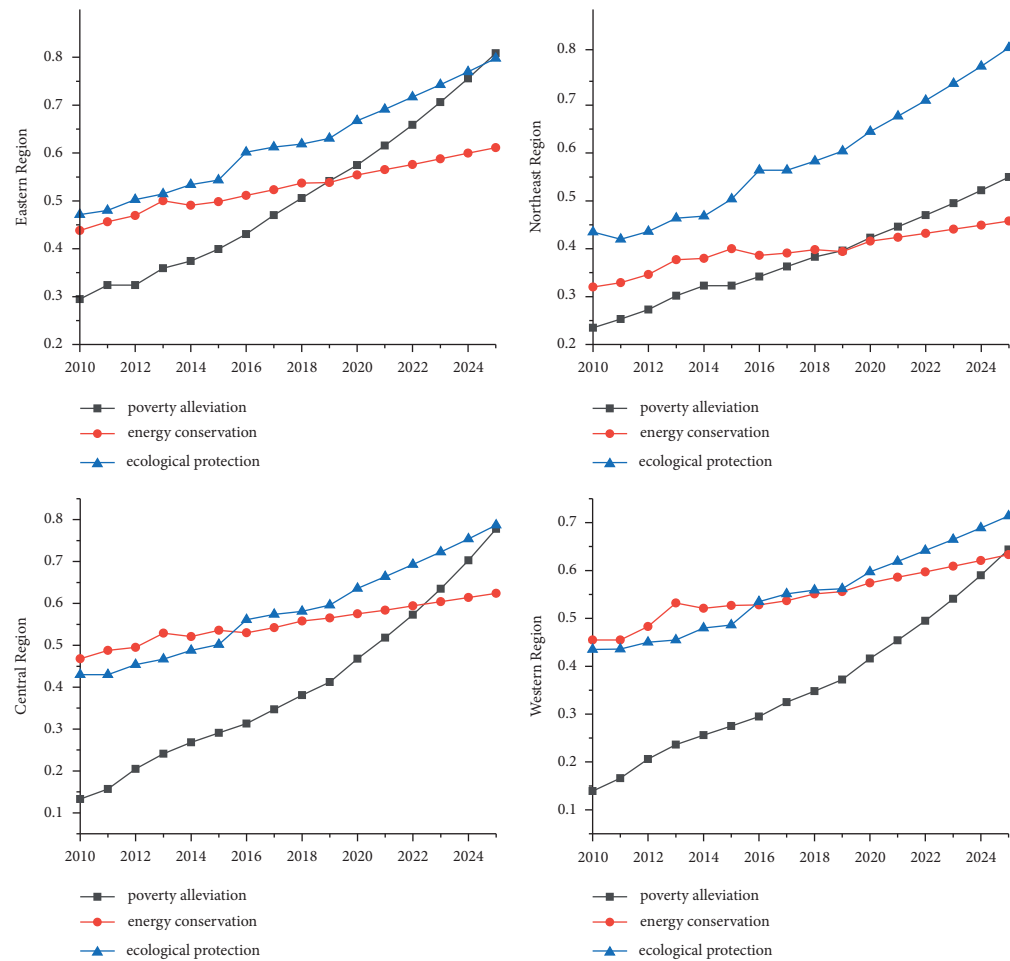 Eastern Region
0.8
0.7
0.6
0.5
0.4
0.3
0.2
2010 2012 2014 2016 2018 2020 2022 2024
poverty alleviation
energy conservation
ecological protection
Northeast Region
0.8
0.7
0.6
0.5
0.4
0.3
0.2
2010 2012 2014 2016 2018 2020 2022 2024
poverty alleviation
energy conservation
ecological protection
Central Region
0.8
0.7
0.6
0.5
0.4
0.3
0.2
0.1
2010 2012 2014 2016 2018 2020 2022 2024
poverty alleviation
energy conservation
ecological protection
Western Region
0.7
0.6
0.5
0.4
0.3
0.2
0.1
2010 2012 2014 2016 2018 2020 2022 2024
poverty alleviation
energy conservation
ecological protection